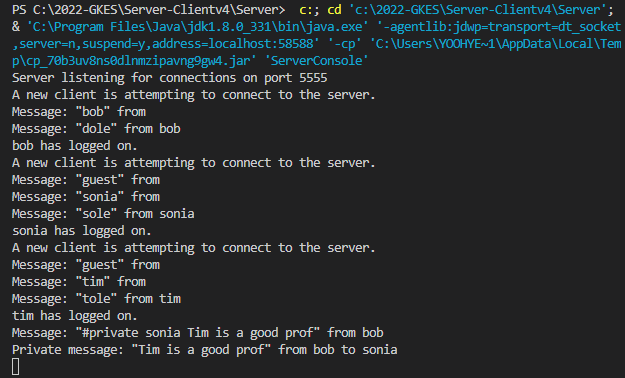 PS C:\2022-GKES\Server-Clientv4\Server>  c:; cd 'c:\2022-GKES\Server-Clientv4\Server';
& 'C:\Program Files\Java\jdk1.8.0_331\bin\java.exe' '-agentlib:jdwp=transport=dt_socket
,server=n,suspend=y,address=localhost:58588' '-cp' 'C:\Users\YOOHYE~1\AppData\Local\Tem
p\cp_70b3uv8ns0dlnmzipavng9gw4.jar' 'ServerConsole'
Server listening for connections on port 5555
A new client is attempting to connect to the server.
Message: "bob" from
Message: "dole" from bob
bob has logged on.
A new client is attempting to connect to the server.
Message: "guest" from
Message: "sonia" from
Message: "sole" from sonia
sonia has logged on.
A new client is attempting to connect to the server.
Message: "guest" from
Message: "tim" from
Message: "tole" from tim
tim has logged on.
Message: "#private sonia Tim is a good prof" from bob
Private message: "Tim is a good prof" from bob to sonia